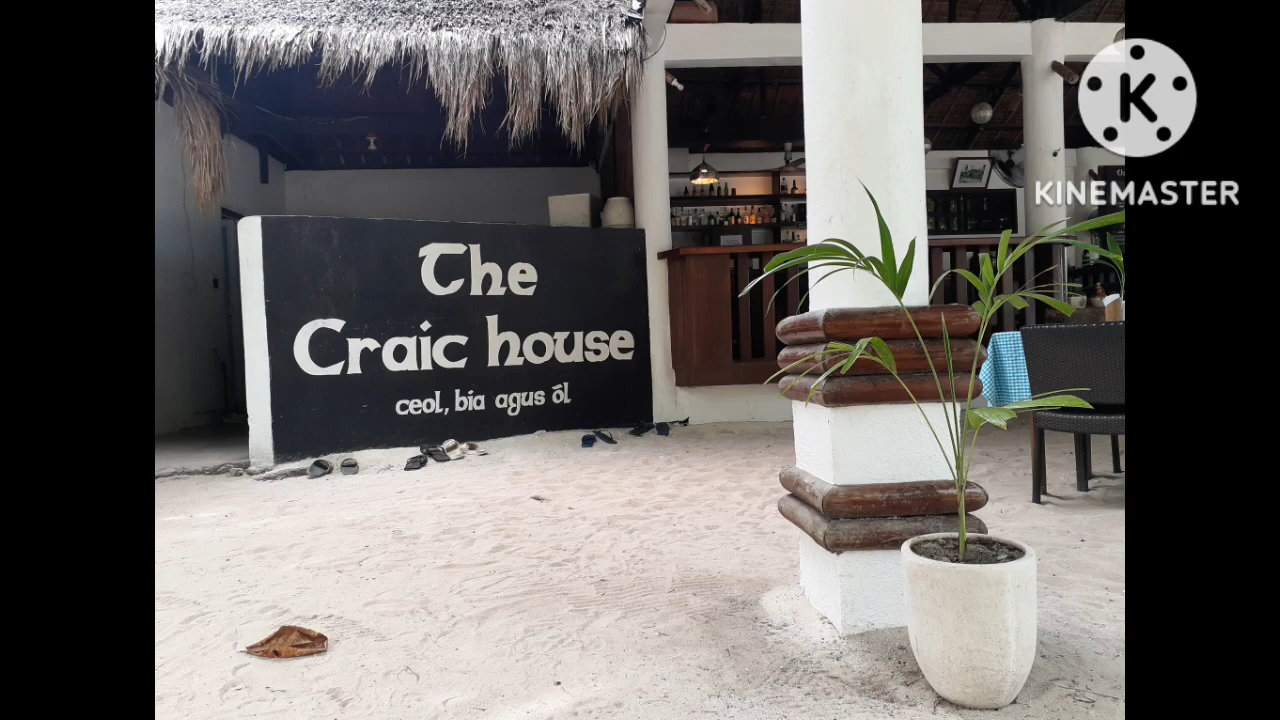 The
Craic house
ceol, bia agus ól
K
KINEMASTER